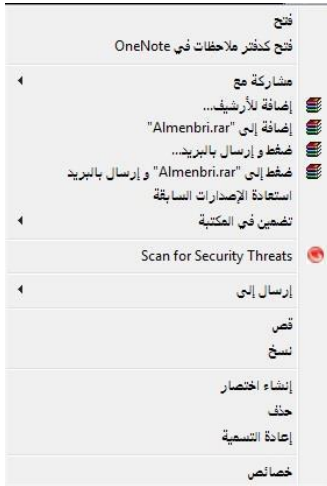 فتح
فتح كدفتر ملاحظات في OneNote
مشاركة مع
إضافة للأرشيف...
إضافة إلى "Almenbri.rar"
ضغط و إرسال بالبريد...
ضغط إلى "Almenbri.rar" و إرسال بالبريد
استعادة الإصدارات السابقة
تضمين في المكتبة
Scan for Security Threats
إرسال إلى
قص
نسخ
إنشاء اختصار
حذف
إعادة التسمية
خصائص